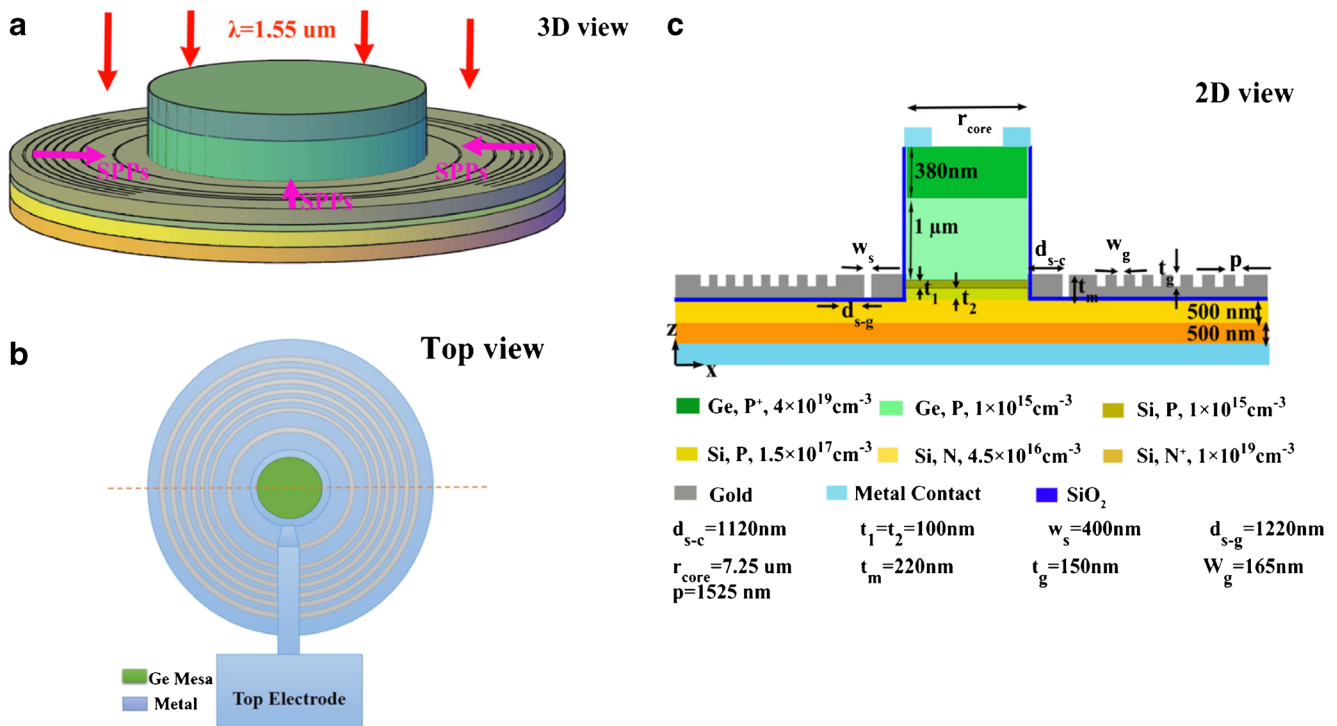 a
λ=1.55 um
3D view
SPPs
SPPs
SPPs
b
Top view
Ge Mesa
Metal
Top Electrode
c
2D view
r_core
380nm
1 μm
w_s
d_s-c
w_g
t_g
p
t_1
t_2
t_m
d_s-g
500 nm
500 nm
z
x
Ge, P⁺, 4×10¹⁹cm⁻³ Ge, P, 1×10¹⁵cm⁻³ Si, P, 1×10¹⁵cm⁻³
Si, P, 1.5×10¹⁷cm⁻³ Si, N, 4.5×10¹⁶cm⁻³ Si, N⁺, 1×10¹⁹cm⁻³
Gold Metal Contact SiO₂
d_s-c=1120nm t_1=t_2=100nm w_s=400nm d_s-g=1220nm
r_core=7.25 um t_m=220nm t_g=150nm W_g=165nm
p=1525 nm